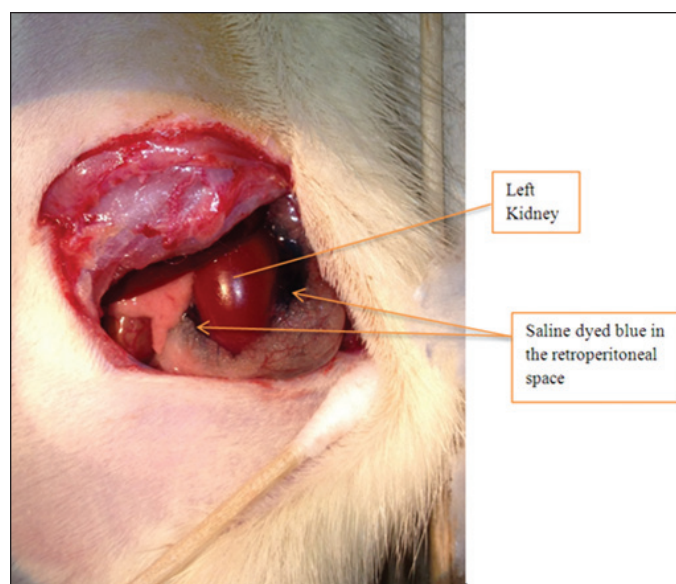 Left
Kidney
Saline dyed blue in
the retroperitoneal
space